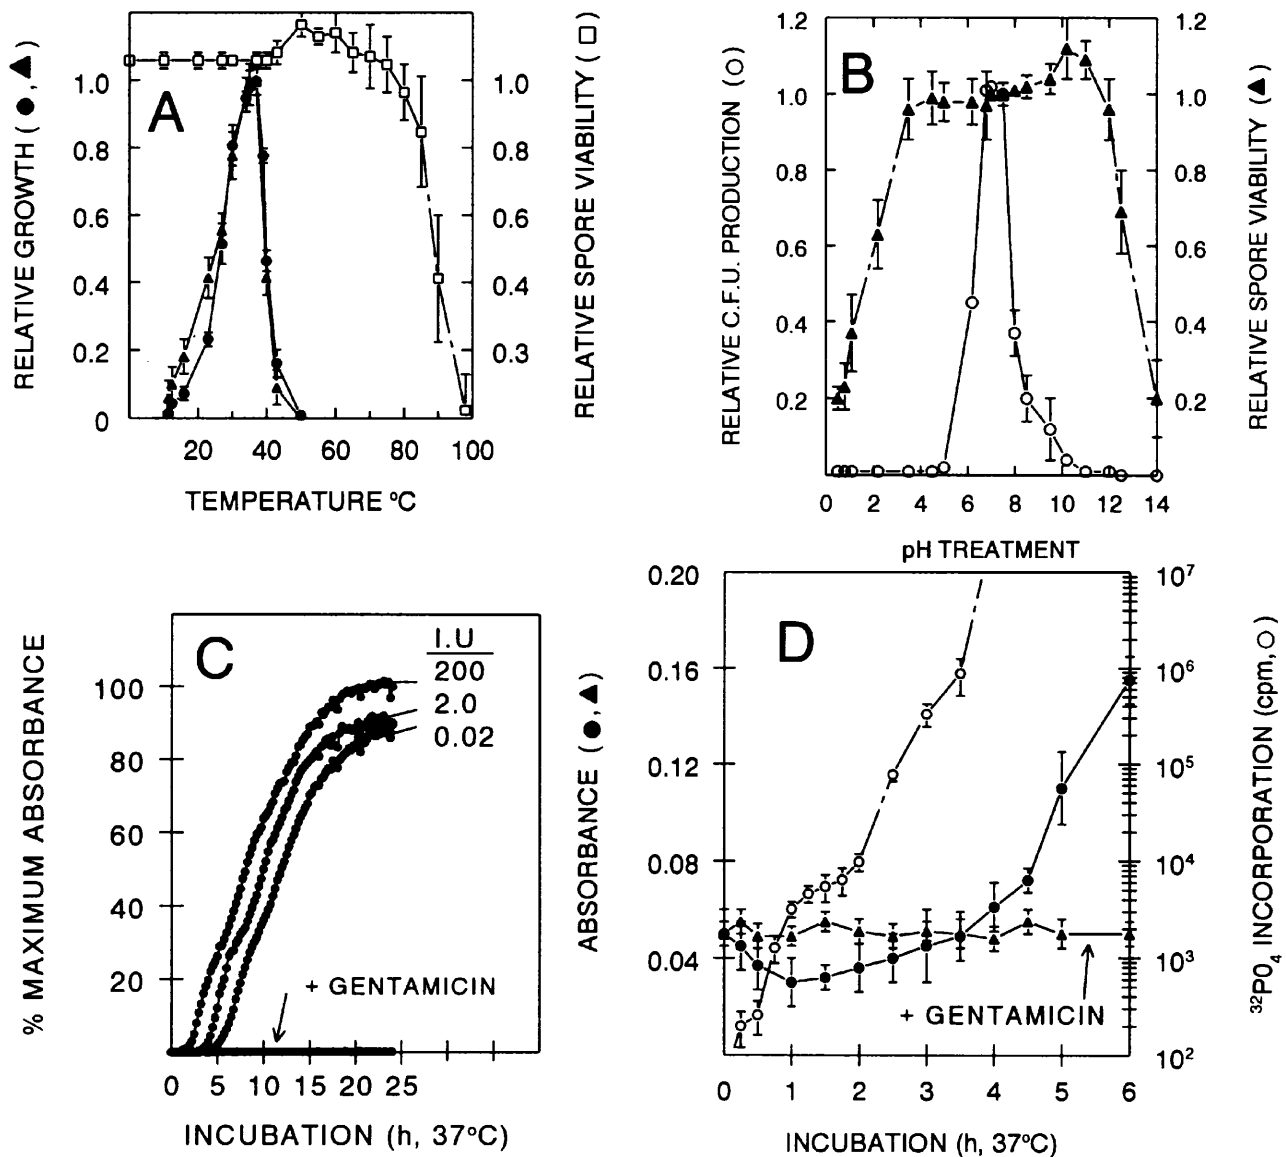 A
RELATIVE GROWTH (●,▲)
1.0
0.8
0.6
0.4
0.2
0
RELATIVE SPORE VIABILITY (□)
1.0
0.8
0.6
0.4
0.3
20 40 60 80 100
TEMPERATURE ºC
B
RELATIVE C.F.U. PRODUCTION (○)
1.2
1.0
0.8
0.6
0.4
0.2
RELATIVE SPORE VIABILITY (▲)
1.2
1.0
0.8
0.6
0.4
0.2
0 2 4 6 8 10 12 14
pH TREATMENT
C
% MAXIMUM ABSORBANCE
100
80
60
40
20
I.U
200
2.0
0.02
+ GENTAMICIN
0 5 10 15 20 25
INCUBATION (h, 37ºC)
D
ABSORBANCE (●,▲)
0.20
0.16
0.12
0.08
0.04
³²PO₄ INCORPORATION (cpm,○)
10⁷
10⁶
10⁵
10⁴
10³
10²
+ GENTAMICIN
0 1 2 3 4 5 6
INCUBATION (h, 37ºC)